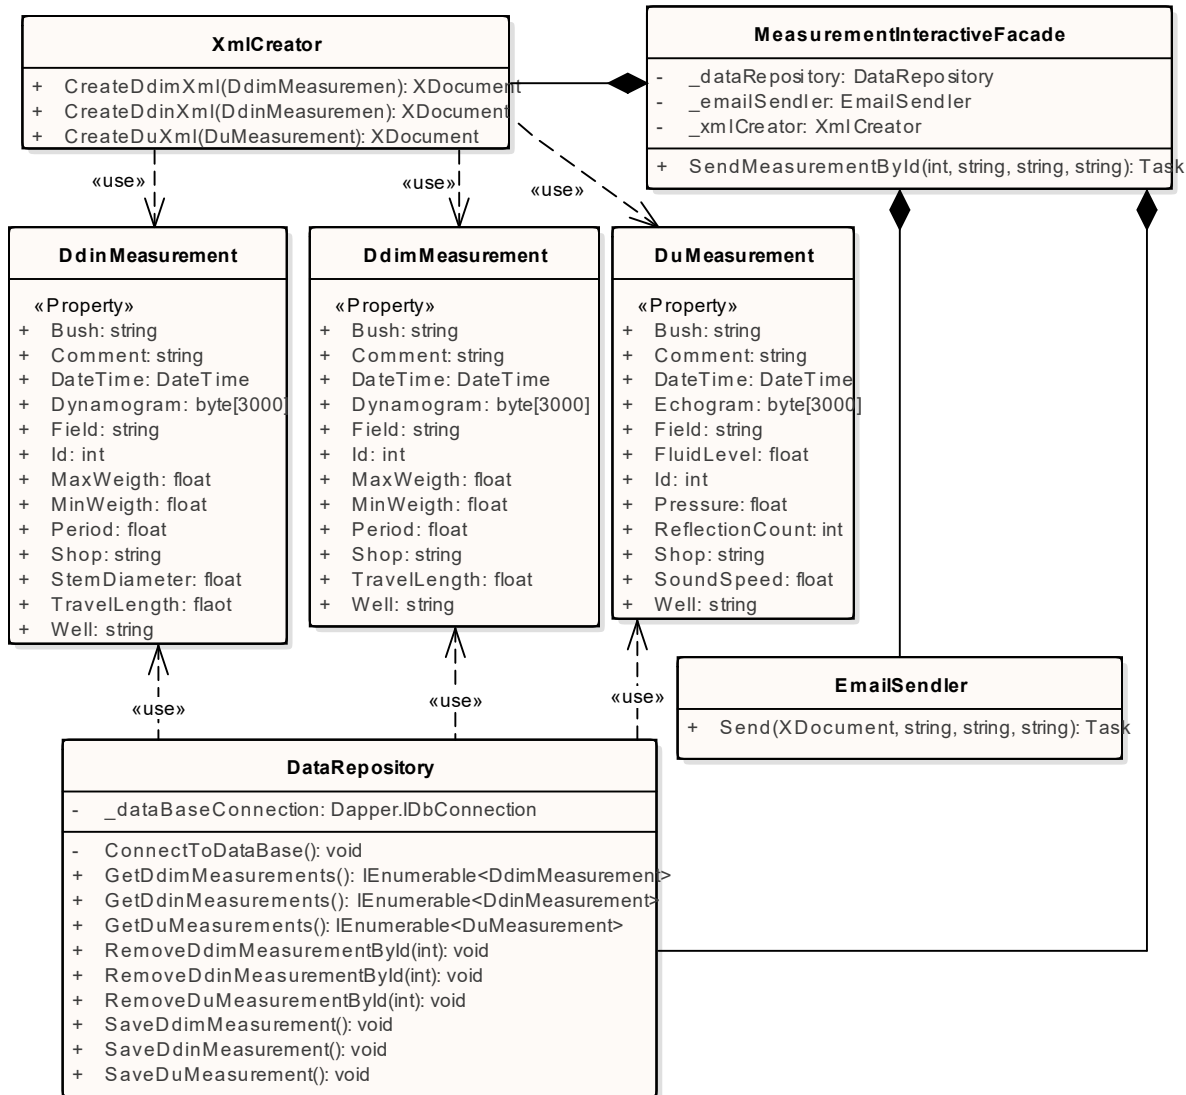 XmlCreator
+ CreateDdimXml(DdimMeasuremen): XDocument
+ CreateDdinXml(DdinMeasuremen): XDocument
+ CreateDuXml(DuMeasurement): XDocument
MeasurementInteractiveFacade
- _dataRepository: DataRepository
- _emailSendler: EmailSendler
- _xmlCreator: XmlCreator
+ SendMeasurementById(int, string, string, string): Task
«use»
«use»
«use»
DdinMeasurement
«Property»
+ Bush: string
+ Comment: string
+ DateTime: DateTime
+ Dynamogram: byte[3000]
+ Field: string
+ Id: int
+ MaxWeigth: float
+ MinWeigth: float
+ Period: float
+ Shop: string
+ StemDiameter: float
+ TravelLength: flaot
+ Well: string
DdimMeasurement
«Property»
+ Bush: string
+ Comment: string
+ DateTime: DateTime
+ Dynamogram: byte[3000]
+ Field: string
+ Id: int
+ MaxWeigth: float
+ MinWeigth: float
+ Period: float
+ Shop: string
+ TravelLength: float
+ Well: string
DuMeasurement
«Property»
+ Bush: string
+ Comment: string
+ DateTime: DateTime
+ Echogram: byte[3000]
+ Field: string
+ FluidLevel: float
+ Id: int
+ Pressure: float
+ ReflectionCount: int
+ Shop: string
+ SoundSpeed: float
+ Well: string
«use»
«use»
«use»
EmailSendler
+ Send(XDocument, string, string, string): Task
DataRepository
- _dataBaseConnection: Dapper.IDbConnection
- ConnectToDataBase(): void
+ GetDdimMeasurements(): IEnumerable<DdimMeasurement>
+ GetDdinMeasurements(): IEnumerable<DdinMeasurement>
+ GetDuMeasurements(): IEnumerable<DuMeasurement>
+ RemoveDdimMeasurementById(int): void
+ RemoveDdinMeasurementById(int): void
+ RemoveDuMeasurementById(int): void
+ SaveDdimMeasurement(): void
+ SaveDdinMeasurement(): void
+ SaveDuMeasurement(): void